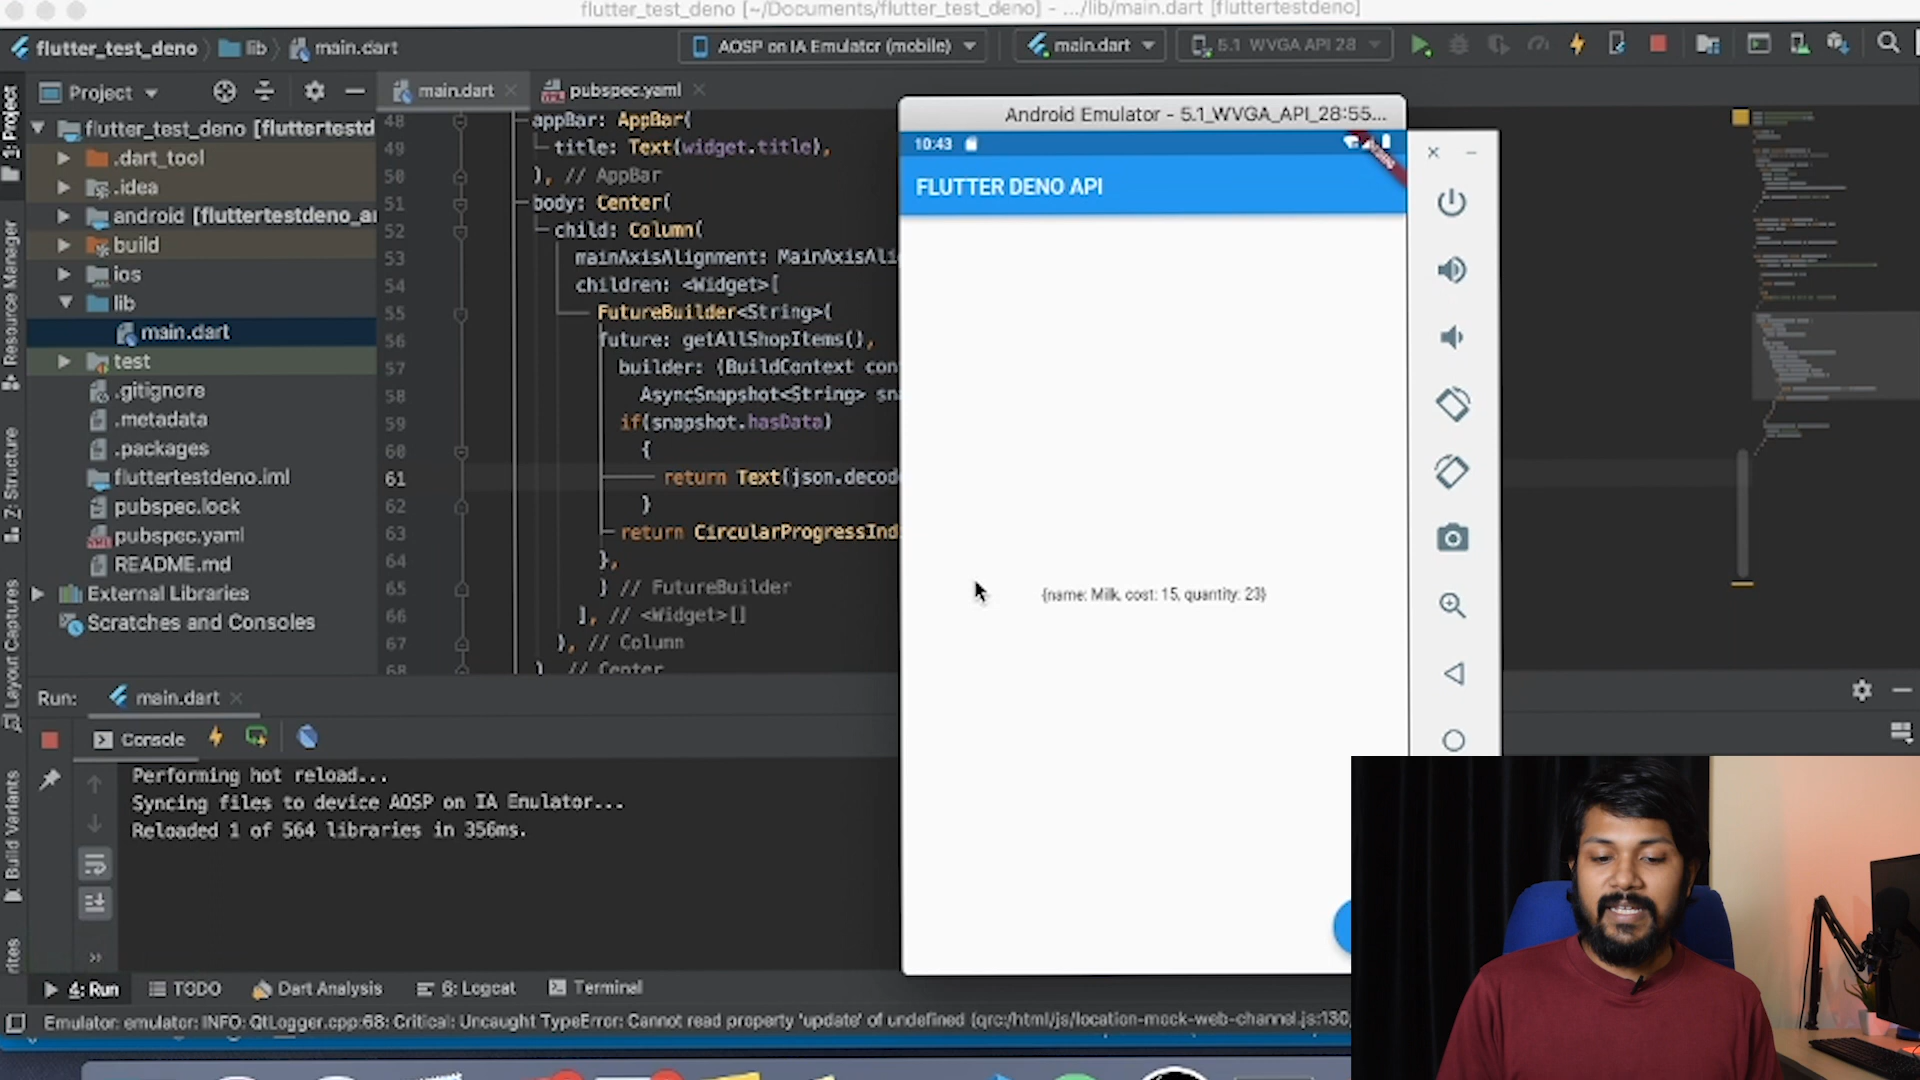 flutter_test_deno [~/Documents/flutter_test_deno] - .../lib/main.dart [fluttertestdeno]
flutter_test_deno
lib
main.dart
AOSP on IA Emulator (mobile)
main.dart
5.1 WVGA API 28
Project
main.dart
pubspec.yaml
1: Project
Resource Manager
Z: Structure
Layout Captures
Build Variants
rites
flutter_test_deno [fluttertestd
.dart_tool
.idea
android [fluttertestdeno_a
build
ios
lib
main.dart
test
.gitignore
.metadata
.packages
fluttertestdeno.iml
pubspec.lock
pubspec.yaml
README.md
External Libraries
Scratches and Consoles
48 appBar: AppBar(
49 title: Text(widget.title),
50 ), // AppBar
51 body: Center(
52 child: Column(
53 mainAxisAlignment: MainAxisAli
54 children: <Widget>[
55 FutureBuilder<String>(
56 future: getAllShopItems(),
57 builder: (BuildContext con
58 AsyncSnapshot<String> sna
59 if(snapshot.hasData)
60 {
61 return Text(json.decod
62 }
63 return CircularProgressInd
64 },
65 ) // FutureBuilder
66 ], // <Widget>[]
67 ), // Column
68 ) // Center
Android Emulator - 5.1_WVGA_API_28:55...
10:43
FLUTTER DENO API
{name: Milk, cost: 15, quantity: 23}
Run: main.dart
Console
Performing hot reload...
Syncing files to device AOSP on IA Emulator...
Reloaded 1 of 564 libraries in 356ms.
4: Run
TODO
Dart Analysis
6: Logcat
Terminal
Emulator: emulator: INFO: QtLogger.cpp:68: Critical: Uncaught TypeError: Cannot read property 'update' of undefined (qrc:/html/js/location-mock-web-channel.js:130,